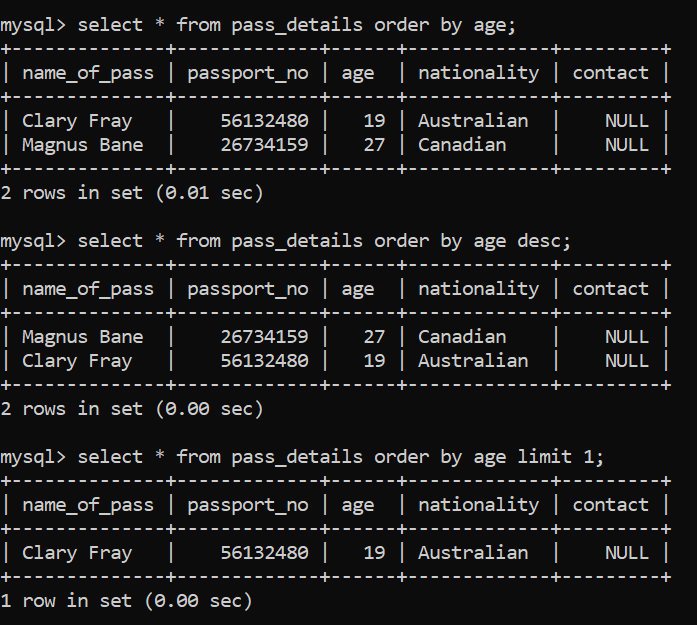 mysql> select * from pass_details order by age;
+--------------+-------------+------+-------------+---------+
| name_of_pass | passport_no | age  | nationality | contact |
+--------------+-------------+------+-------------+---------+
| Clary Fray   |    56132480 |   19 | Australian  |    NULL |
| Magnus Bane  |    26734159 |   27 | Canadian    |    NULL |
+--------------+-------------+------+-------------+---------+
2 rows in set (0.01 sec)

mysql> select * from pass_details order by age desc;
+--------------+-------------+------+-------------+---------+
| name_of_pass | passport_no | age  | nationality | contact |
+--------------+-------------+------+-------------+---------+
| Magnus Bane  |    26734159 |   27 | Canadian    |    NULL |
| Clary Fray   |    56132480 |   19 | Australian  |    NULL |
+--------------+-------------+------+-------------+---------+
2 rows in set (0.00 sec)

mysql> select * from pass_details order by age limit 1;
+--------------+-------------+------+-------------+---------+
| name_of_pass | passport_no | age  | nationality | contact |
+--------------+-------------+------+-------------+---------+
| Clary Fray   |    56132480 |   19 | Australian  |    NULL |
+--------------+-------------+------+-------------+---------+
1 row in set (0.00 sec)